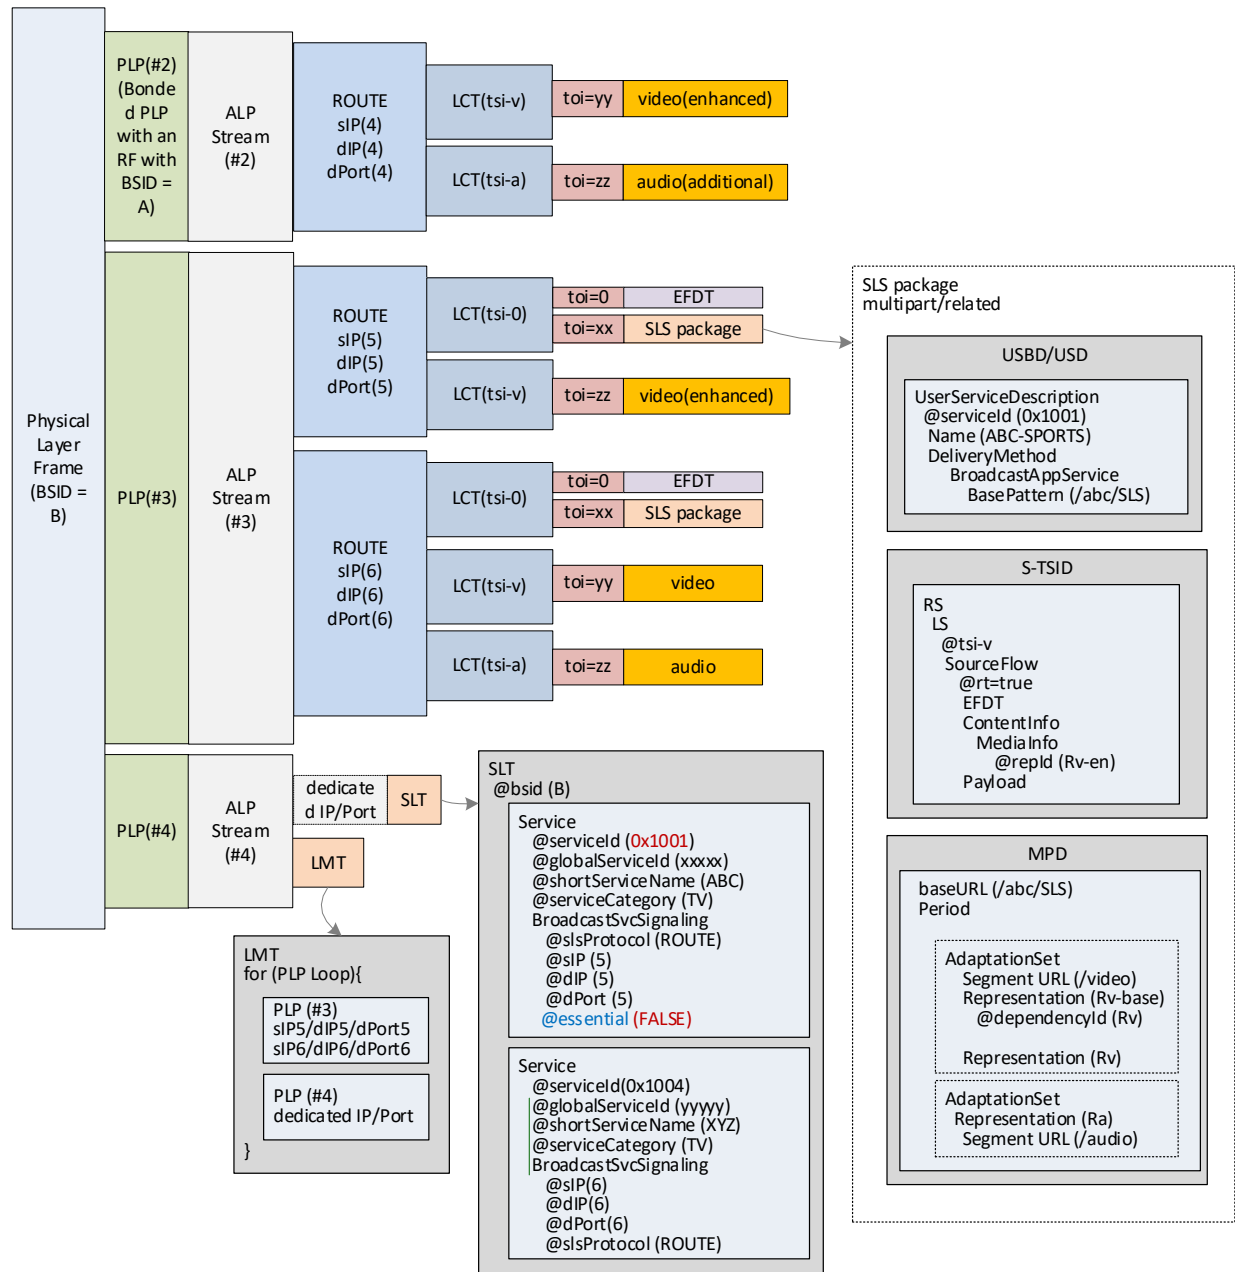 Physical
Layer
Frame
(BSID =
B)
PLP(#2)
(Bonde
d PLP
with an
RF with
BSID =
A)
ALP
Stream
(#2)
ROUTE
sIP(4)
dIP(4)
dPort(4)
LCT(tsi-v)
toi=yy
video(enhanced)
LCT(tsi-a)
toi=zz
audio(additional)
PLP(#3)
ALP
Stream
(#3)
ROUTE
sIP(5)
dIP(5)
dPort(5)
LCT(tsi-0)
toi=0
EFDT
toi=xx
SLS package
LCT(tsi-v)
toi=zz
video(enhanced)
ROUTE
sIP(6)
dIP(6)
dPort(6)
LCT(tsi-0)
toi=0
EFDT
toi=xx
SLS package
LCT(tsi-v)
toi=yy
video
LCT(tsi-a)
toi=zz
audio
PLP(#4)
ALP
Stream
(#4)
dedicate
d IP/Port
SLT
LMT
LMT
for (PLP Loop){
PLP (#3)
sIP5/dIP5/dPort5
sIP6/dIP6/dPort6
PLP (#4)
dedicated IP/Port
}
SLT
@bsid (B)
Service
@serviceId (0x1001)
@globalServiceId (xxxxx)
@shortServiceName (ABC)
@serviceCategory (TV)
BroadcastSvcSignaling
@slsProtocol (ROUTE)
@sIP (5)
@dIP (5)
@dPort (5)
@essential (FALSE)
Service
@serviceId(0x1004)
@globalServiceId (yyyyy)
@shortServiceName (XYZ)
@serviceCategory (TV)
BroadcastSvcSignaling
@sIP(6)
@dIP(6)
@dPort(6)
@slsProtocol (ROUTE)
SLS package
multipart/related
USBD/USD
UserServiceDescription
@serviceId (0x1001)
Name (ABC-SPORTS)
DeliveryMethod
BroadcastAppService
BasePattern (/abc/SLS)
S-TSID
RS
LS
@tsi-v
SourceFlow
@rt=true
EFDT
ContentInfo
MediaInfo
@repId (Rv-en)
Payload
MPD
baseURL (/abc/SLS)
Period
AdaptationSet
Segment URL (/video)
Representation (Rv-base)
@dependencyId (Rv)
Representation (Rv)
AdaptationSet
Representation (Ra)
Segment URL (/audio)